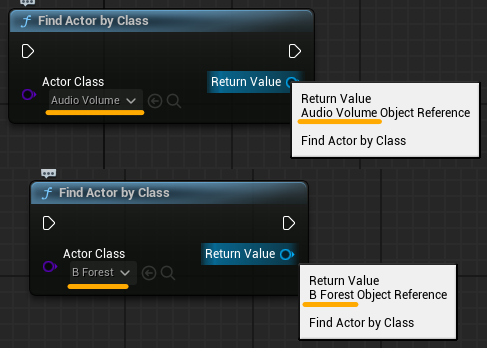 f Find Actor by Class
Actor Class
Audio Volume
Return Value
Return Value
Audio Volume Object Reference
Find Actor by Class
f Find Actor by Class
Actor Class
B Forest
Return Value
Return Value
B Forest Object Reference
Find Actor by Class